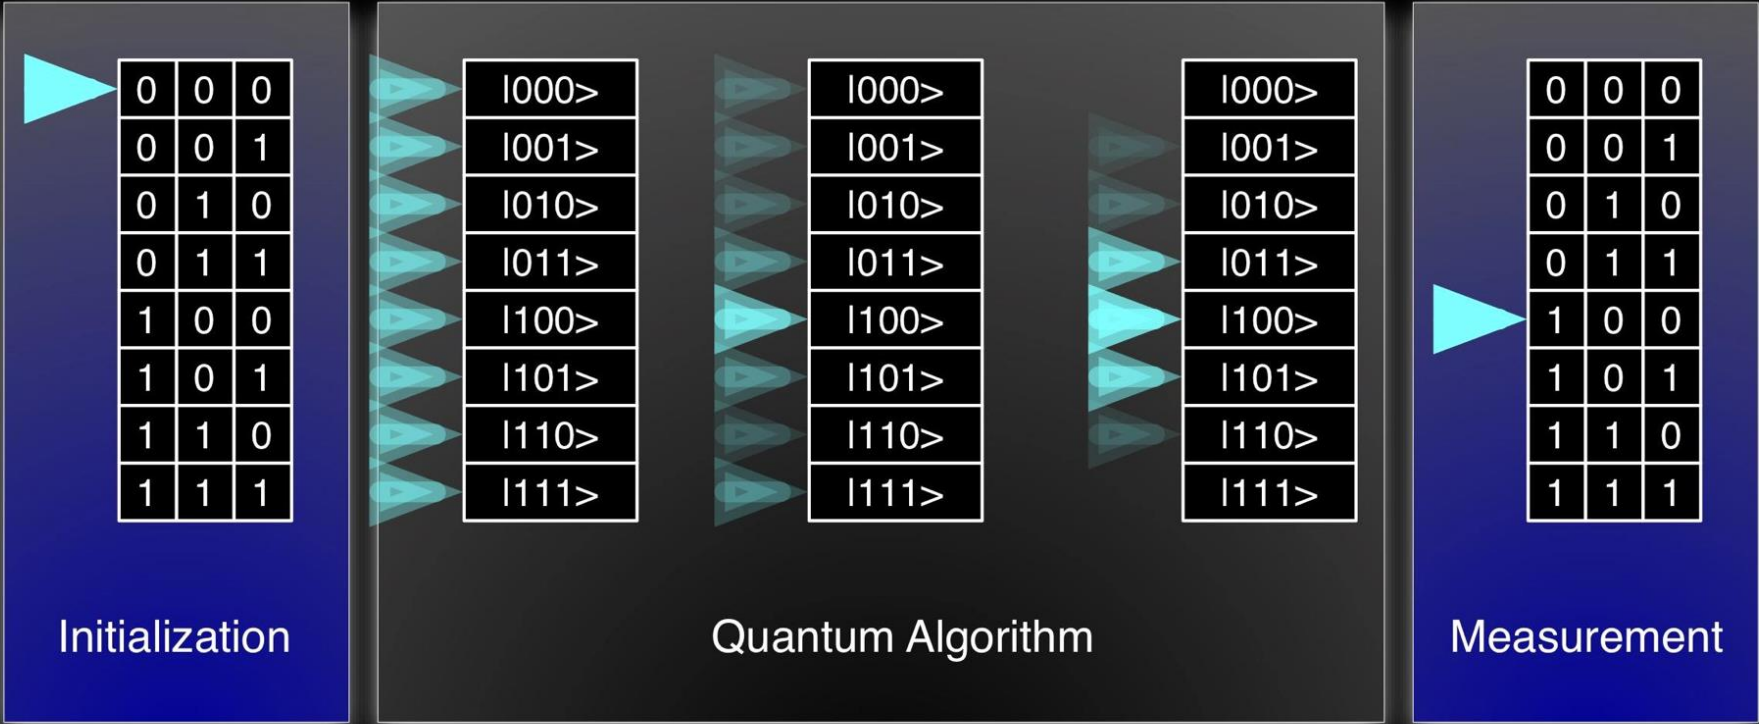 0 0 0
0 0 1
0 1 0
0 1 1
1 0 0
1 0 1
1 1 0
1 1 1
Initialization
|000>
|001>
|010>
|011>
|100>
|101>
|110>
|111>
|000>
|001>
|010>
|011>
|100>
|101>
|110>
|111>
|000>
|001>
|010>
|011>
|100>
|101>
|110>
|111>
Quantum Algorithm
0 0 0
0 0 1
0 1 0
0 1 1
1 0 0
1 0 1
1 1 0
1 1 1
Measurement